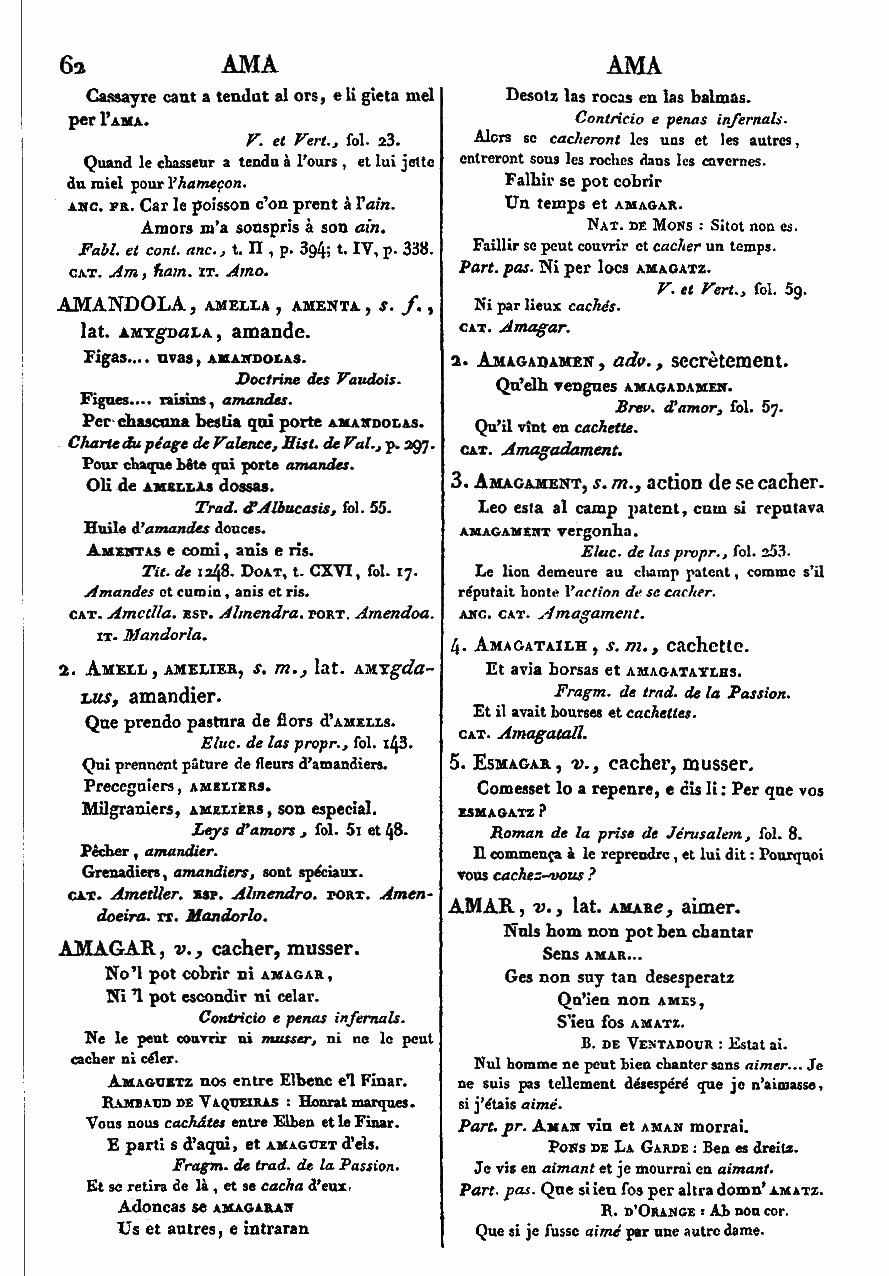 62 AMA AMA
Cassayre cant a tendut al ors, e li gieta mel
per l'AMA.
V. et Vert., fol. 23.
Quand le chasseur a tendu à l'ours, et lui jette
du miel pour l'hameçon.
ANC. FR. Car le poisson c'on prent à l'ain.
Amors m'a souspris à son ain.
Fabl. et cont. anc., t. II, p. 394; t. IV, p. 338.
CAT. Am, ham. IT. Amo.
AMANDOLA, AMELLA, AMENTA, s. f.,
lat. AMYGDaLA, amande.
Figas.... uvas, AMANDOLAS.
Doctrine des Vaudois.
Figues.... raisins, amandes.
Per chascuna bestia qui porte AMANDOLAS.
Charte du péage de Valence, Hist. de Val., p. 297.
Pour chaque bête qui porte amandes.
Oli de AMELLAS dossas.
Trad. d'Albucasis, fol. 55.
Huile d'amandes douces.
AMENTAS e comi, anis e ris.
Tit. de 1248. DOAT, t. CXVI, fol. 17.
Amandes et cumin, anis et ris.
CAT. Ametlla. ESP. Almendra. PORT. Amendoa.
IT. Mandorla.
2. AMELL, AMELIER, s. m., lat. AMYgda-
LUS, amandier.
Que prendo pastura de flors d'AMELLS.
Eluc. de las propr., fol. 143.
Qui prennent pâture de fleurs d'amandiers.
Preceguiers, AMELIERS.
Milgraniers, AMELIERS, son especial.
Leys d'amors, fol. 51 et 48.
Pêcher, amandier.
Grenadiers, amandiers, sont spéciaux.
CAT. Ametller. ESP. Almendro. PORT. Amen-
doeira. IT. Mandorlo.
AMAGAR, v., cacher, musser.
No'l pot cobrir ni AMAGAR,
Ni 'l pot escondir ni celar.
Contricio e penas infernals.
Ne le peut couvrir ni musser, ni ne le peut
cacher ni céler.
AMAGUETZ nos entre Elbenc e'l Finar.
RAMBAUD DE VAQUEIRAS : Honrat marques.
Vous nous cachâtes entre Elben et le Finar.
E parti s d'aqui, et AMAGUET d'els.
Fragm. de trad. de la Passion.
Et se retira de là, et se cacha d'eux.
Adoncas se AMAGARAN
Us et autres, e intraran
Desotz las rocas en las balmas.
Contricio e penas infernals.
Alors se cacheront les uns et les autres,
entreront sous les roches dans les cavernes.
Falhir se pot cobrir
Un temps et AMAGAR.
NAT. DE MONS : Sitot non es.
Faillir se peut couvrir et cacher un temps.
Part. pas. Ni per locs AMAGATZ.
V. et Vert., fol. 59.
Ni par lieux cachés.
CAT. Amagar.
2. AMAGADAMEN, adv., secrètement.
Qu'elh vengues AMAGADAMEN.
Brev. d'amor, fol. 57.
Qu'il vînt en cachette.
CAT. Amagadament.
3. AMAGAMENT, s. m., action de se cacher.
Leo esta al camp patent, cum si reputava
AMAGAMENT vergonha.
Eluc. de las propr., fol. 253.
Le lion demeure au champ patent, comme s'il
réputait honte l'action de se cacher.
ANC. CAT. Amagament.
4. AMAGATAILH, s. m., cachette.
Et avia borsas et AMAGATAYLHS.
Fragm. de trad. de la Passion.
Et il avait bourses et cachettes.
CAT. Amagatall.
5. ESMAGAR, v., cacher, musser.
Comesset lo a repenre, e dis li : Per que vos
ESMAGATZ ?
Roman de la prise de Jérusalem, fol. 8.
Il commença à le reprendre, et lui dit : Pourquoi
vous cachez-vous ?
AMAR, v., lat. AMARe, aimer.
Nuls hom non pot ben chantar
Sens AMAR...
Ges non suy tan desesperatz
Qu'ieu non AMES,
S'ieu fos AMATZ.
B. DE VENTADOUR : Estat ai.
Nul homme ne peut bien chanter sans aimer... Je
ne suis pas tellement désespéré que je n'aimasse,
si j'étais aimé.
Part. pr. AMAN viu et AMAN morrai.
PONS DE LA GARDE : Ben es dreitz.
Je vis en aimant et je mourrai en aimant.
Part. pas. Que si ieu fos per altra domn' AMATZ.
R. D'ORANGE : Ab nou cor.
Que si je fusse aimé par une autre dame.